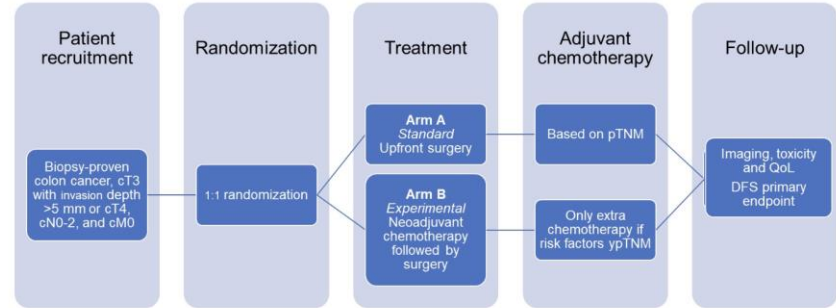 Patient
recruitment
Randomization
Treatment
Adjuvant
chemotherapy
Follow-up
Biopsy-proven
colon cancer, cT3
with invasion depth
>5 mm or cT4,
cN0-2, and cM0
1:1 randomization
Arm A
Standard
Upfront surgery
Arm B
Experimental
Neoadjuvant
chemotherapy
followed by
surgery
Based on pTNM
Only extra
chemotherapy if
risk factors ypTNM
Imaging, toxicity
and QoL
DFS primary
endpoint